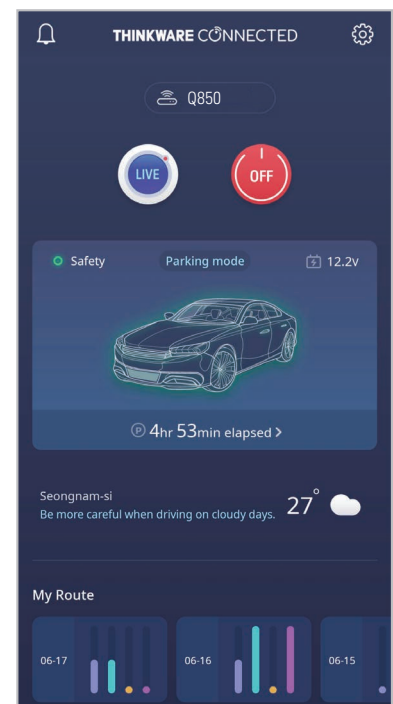 THINKWARE CONNECTED
Q850
LIVE
OFF
Safety
Parking mode
12.2v
P 4hr 53min elapsed >
Seongnam-si
27°
Be more careful when driving on cloudy days.
My Route
06-17
06-16
06-15